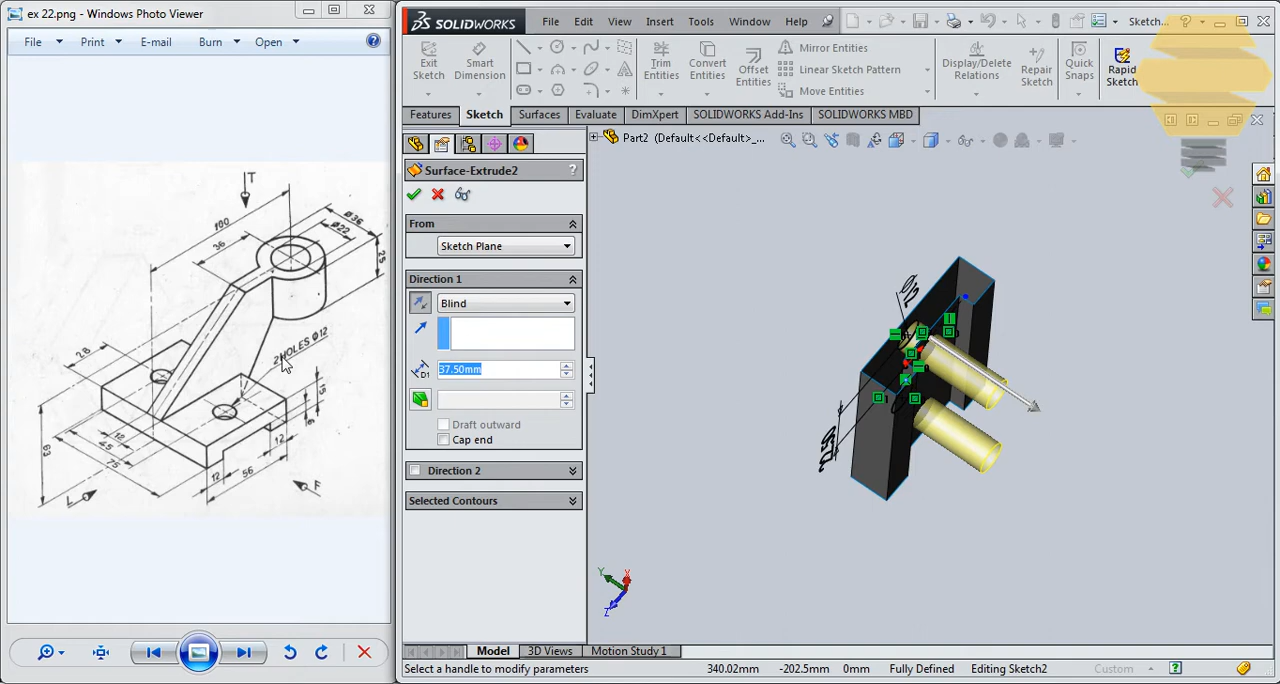 ex 22.png - Windows Photo Viewer
File Print E-mail Burn Open
T
100
36
Ø36
Ø22
25
28
2 HOLES Ø12
15
6
12
12
45
75
63
12
56
L
F
SOLIDWORKS File Edit View Insert Tools Window Help Sketch...
Exit Sketch
Smart Dimension
Trim Entities
Convert Entities
Offset Entities
Mirror Entities
Linear Sketch Pattern
Move Entities
Display/Delete Relations
Repair Sketch
Quick Snaps
Rapid Sketch
Features Sketch Surfaces Evaluate DimXpert SOLIDWORKS Add-Ins SOLIDWORKS MBD
Part2 (Default<<Default>_...
Surface-Extrude2 ?
From
Sketch Plane
Direction 1
Blind
D1
37.50mm
Draft outward
Cap end
Direction 2
Selected Contours
Y
X
Z
Model 3D Views Motion Study 1
Select a handle to modify parameters 340.02mm -202.5mm 0mm Fully Defined Editing Sketch2 Custom